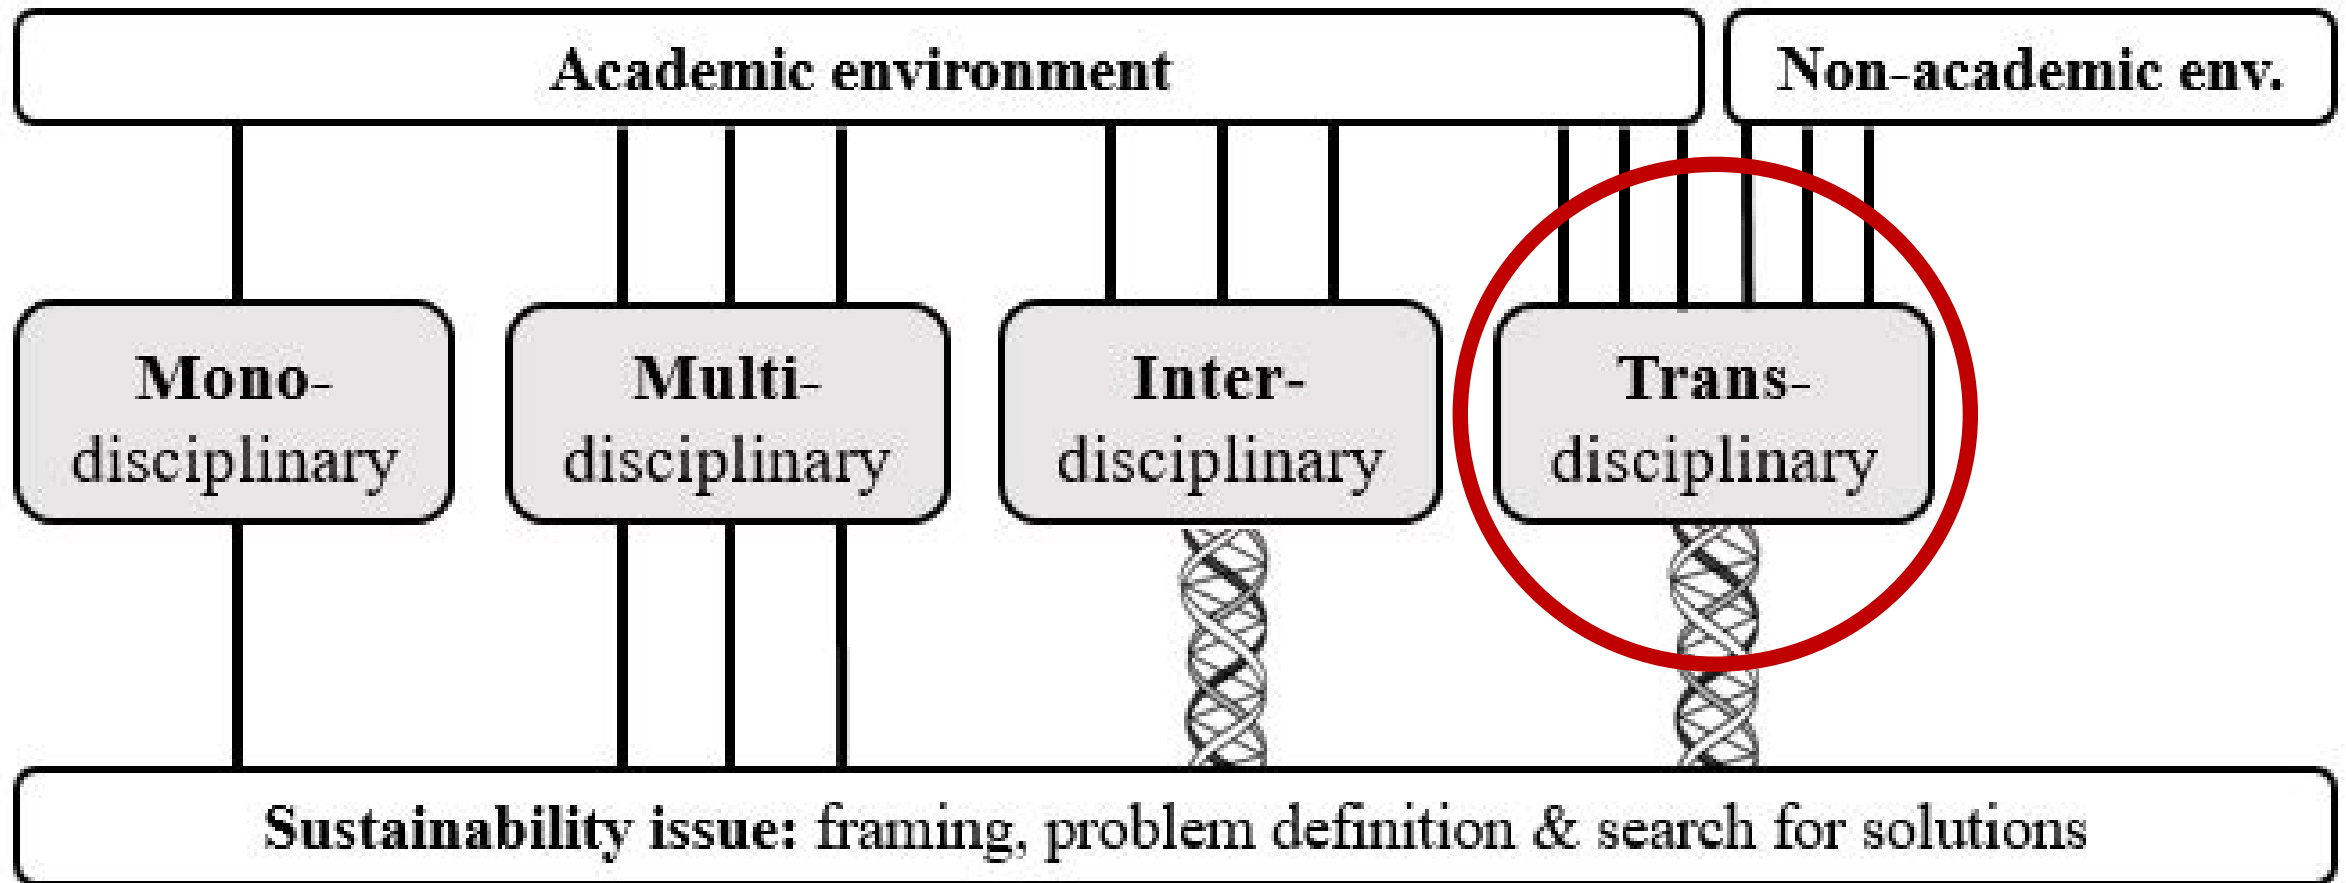 Academic environment
Non-academic env.
Mono-
disciplinary
Multi-
disciplinary
Inter-
disciplinary
Trans-
disciplinary
Sustainability issue: framing, problem definition & search for solutions